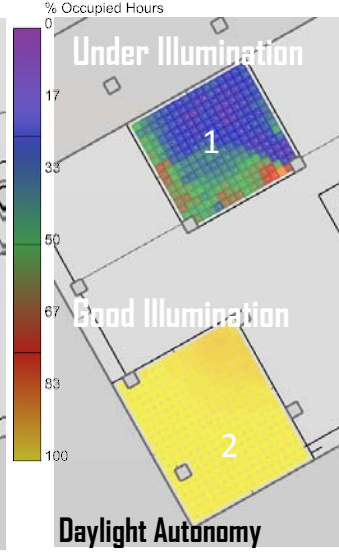 % Occupied Hours
0
17
33
50
67
83
100
Under Illumination
1
Good Illumination
2
Daylight Autonomy